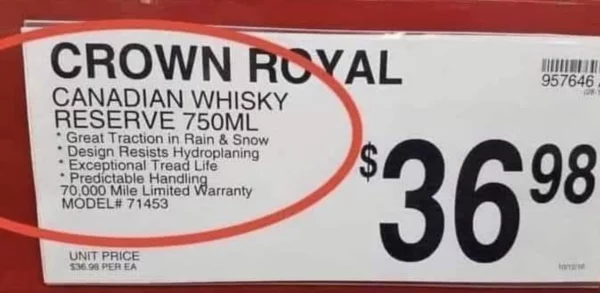 CROWN ROYAL
CANADIAN WHISKY
RESERVE 750ML
* Great Traction in Rain & Snow
* Design Resists Hydroplaning
* Exceptional Tread Life
* Predictable Handling
70,000 Mile Limited Warranty
MODEL# 71453
957646
$36 98
UNIT PRICE
$36.98 PER EA